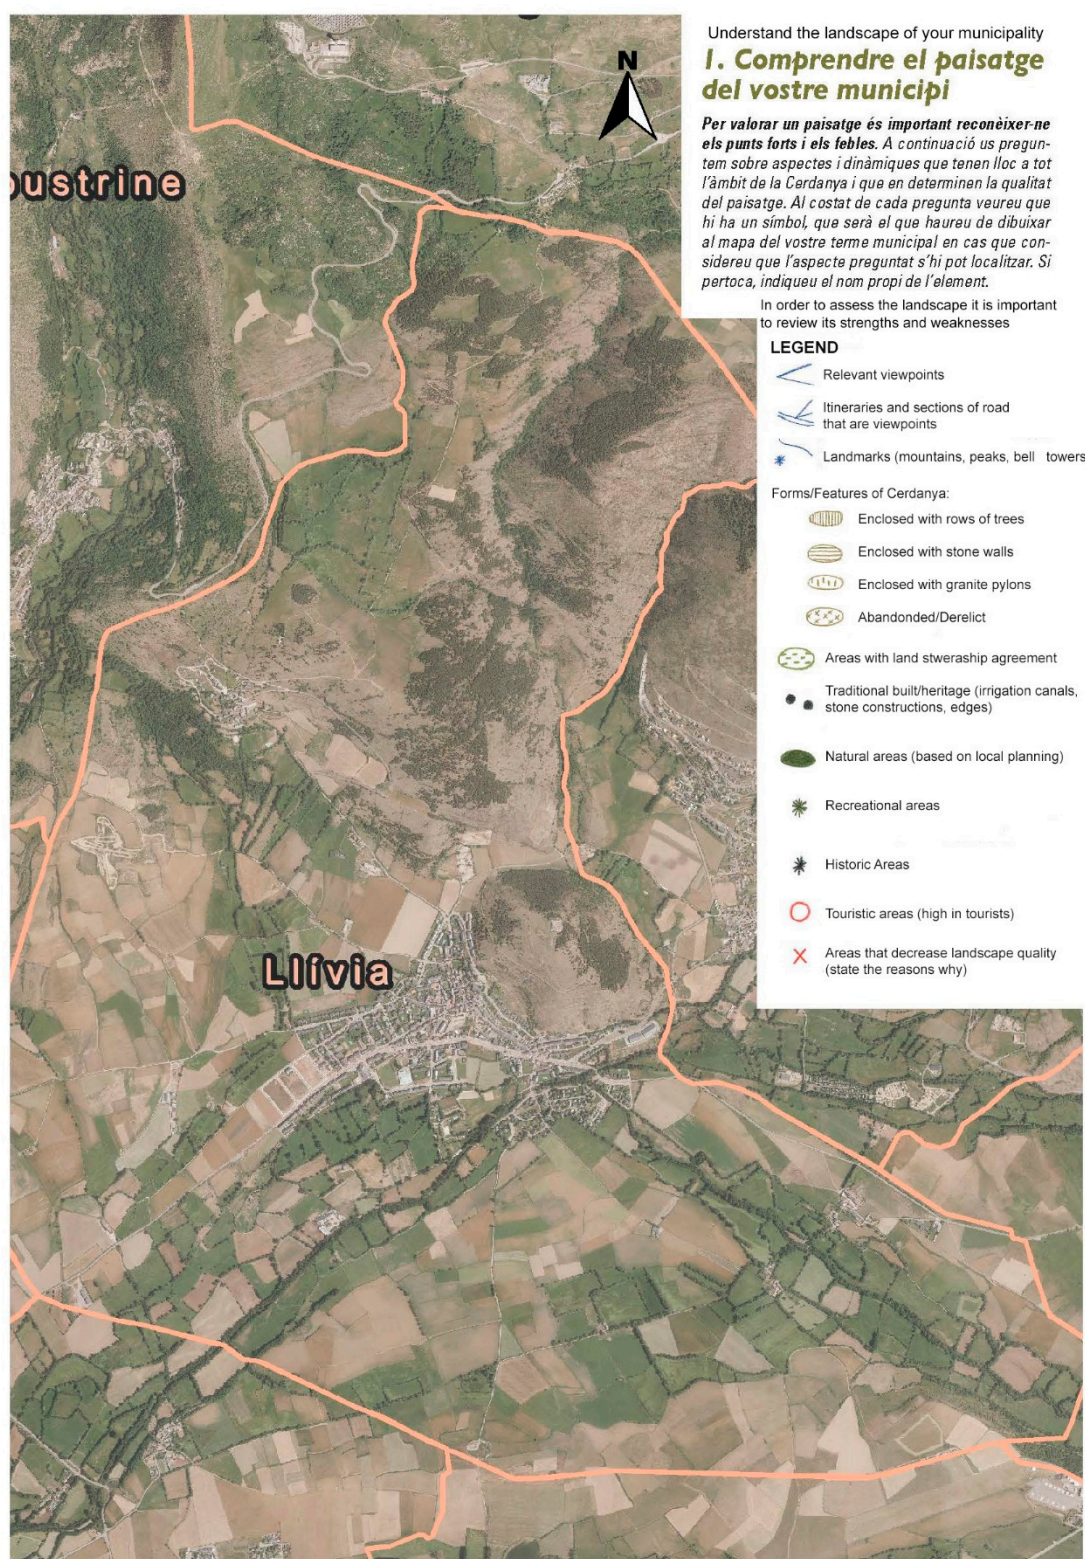 Understand the landscape of your municipality
1. Comprendre el paisatge
del vostre municipi
Per valorar un paisatge és important reconèixer-ne
els punts forts i els febles. A continuació us pregun-
tem sobre aspectes i dinàmiques que tenen lloc a tot
l'àmbit de la Cerdanya i que en determinen la qualitat
del paisatge. Al costat de cada pregunta veureu que
hi ha un símbol, que serà el que haureu de dibuixar
al mapa del vostre terme municipal en cas que con-
sidereu que l'aspecte preguntat s'hi pot localitzar. Si
pertoca, indiqueu el nom propi de l'element.
In order to assess the landscape it is important
to review its strengths and weaknesses
LEGEND
Relevant viewpoints
Itineraries and sections of road
that are viewpoints
Landmarks (mountains, peaks, bell towers
Forms/Features of Cerdanya:
Enclosed with rows of trees
Enclosed with stone walls
Enclosed with granite pylons
Abandonded/Derelict
Areas with land stweraship agreement
Traditional built/heritage (irrigation canals,
stone constructions, edges)
Natural areas (based on local planning)
Recreational areas
Historic Areas
Touristic areas (high in tourists)
Areas that decrease landscape quality
(state the reasons why)
N
oustrine
Llívia